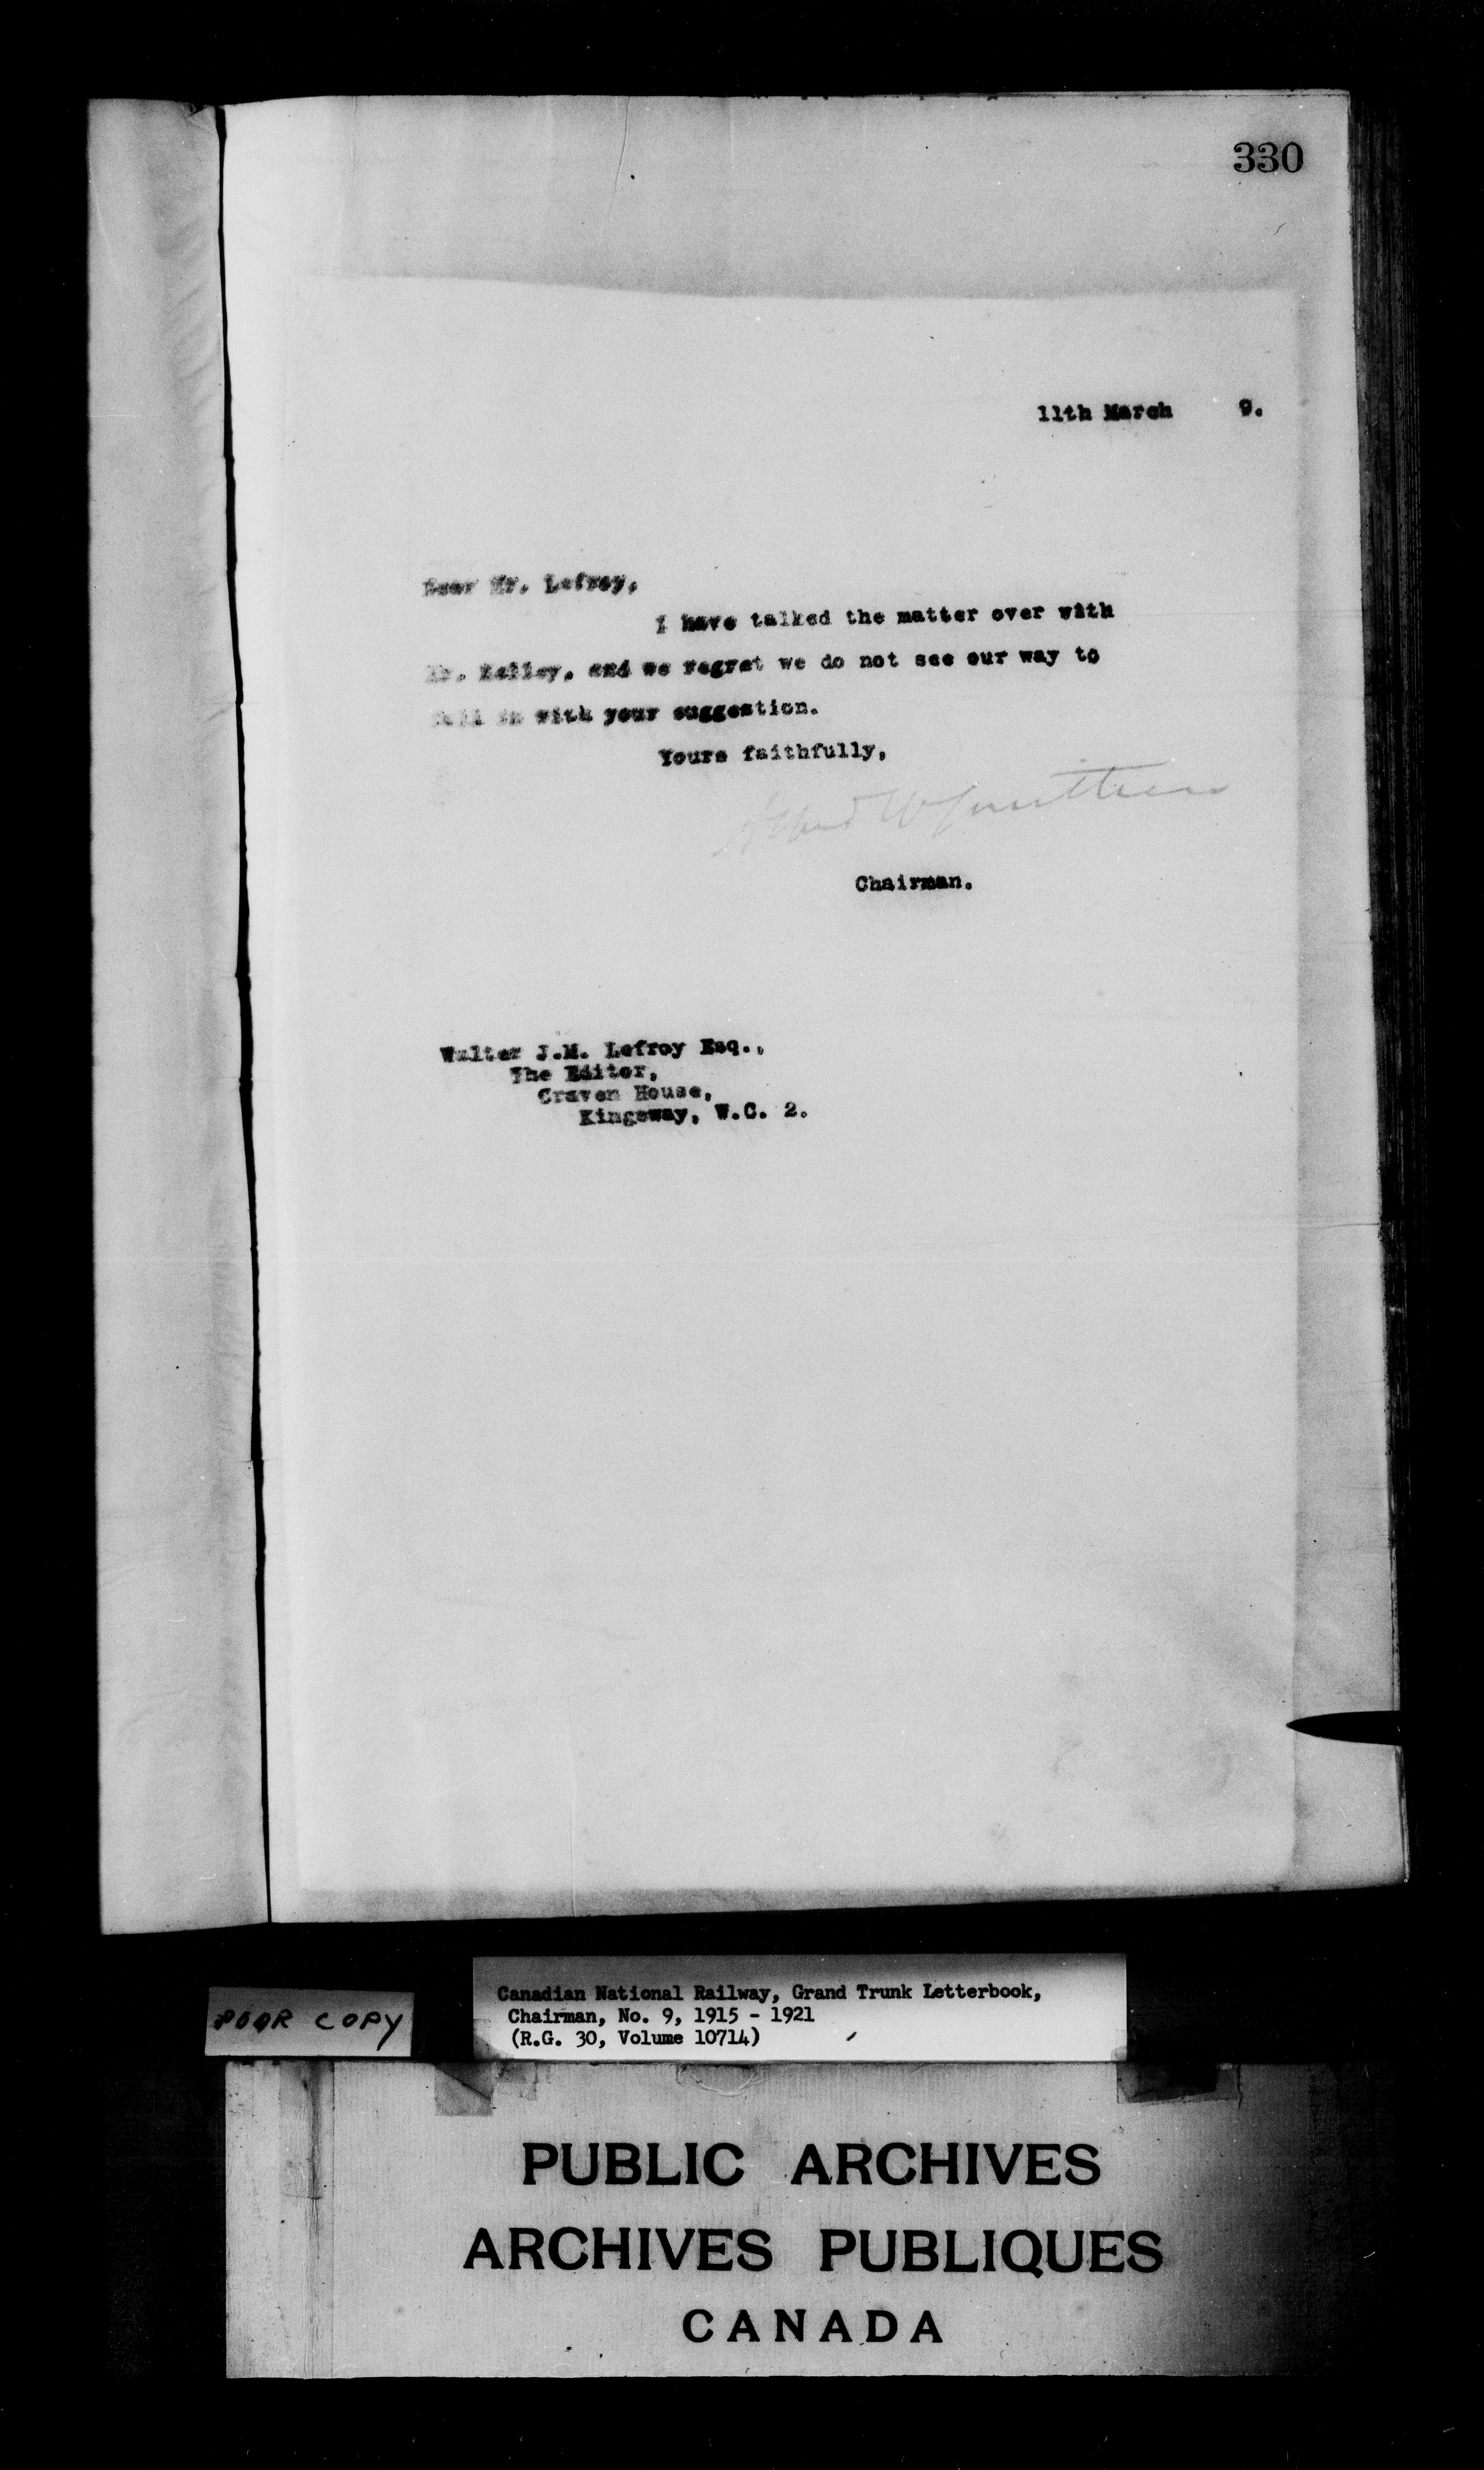 330
11th March 9.
Dear Mr. Lefroy,
I have talked the matter over with
Mr. Kelley, and we regret we do not see our way to
fall in with your suggestion.
Yours faithfully,
Chairman.
Walter J.M. Lefroy Esq.,
The Editor,
Craven House,
Kingsway, W.C. 2.
POOR COPY
Canadian National Railway, Grand Trunk Letterbook,
Chairman, No. 9, 1915 - 1921
(R.G. 30, Volume 10714)
PUBLIC ARCHIVES
ARCHIVES PUBLIQUES
CANADA